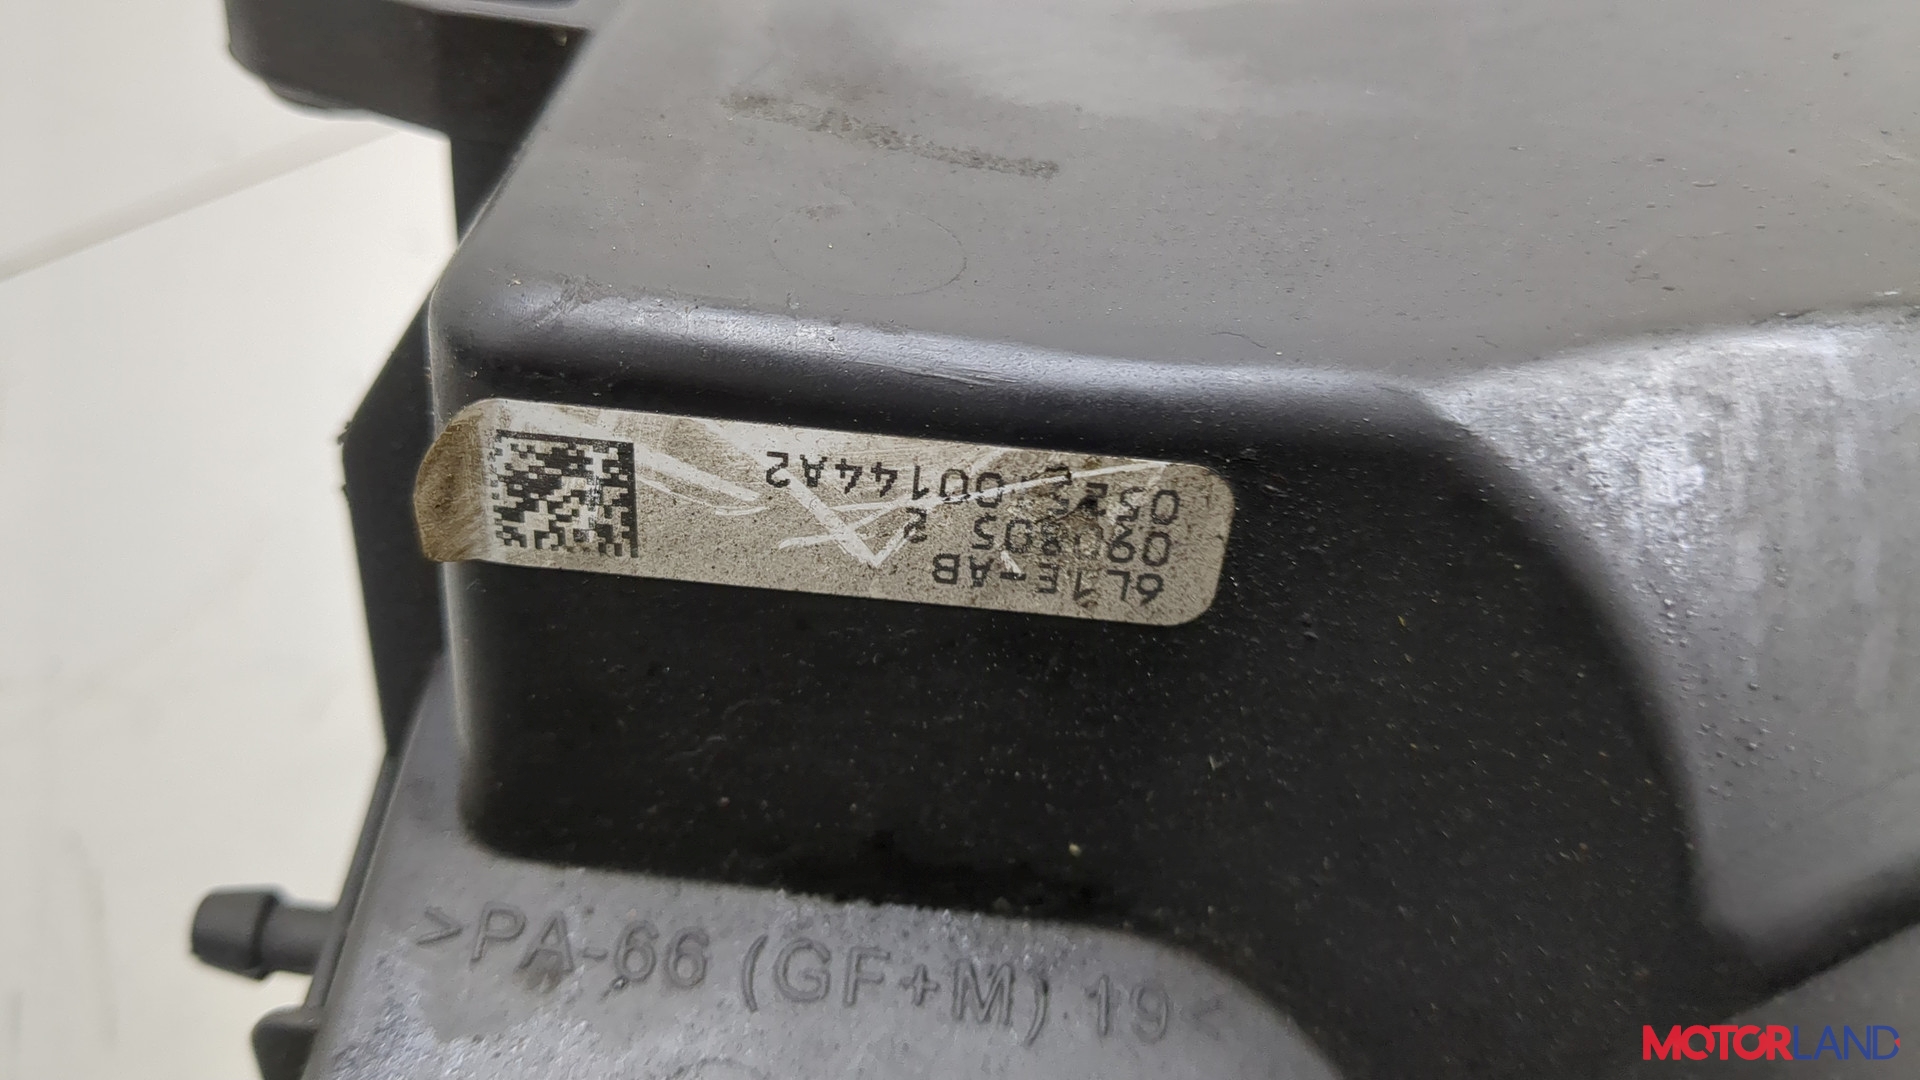 6L1E-AB
090805 2
00144A2
>PA-66 (GF+M) 19<
MOTORLAND